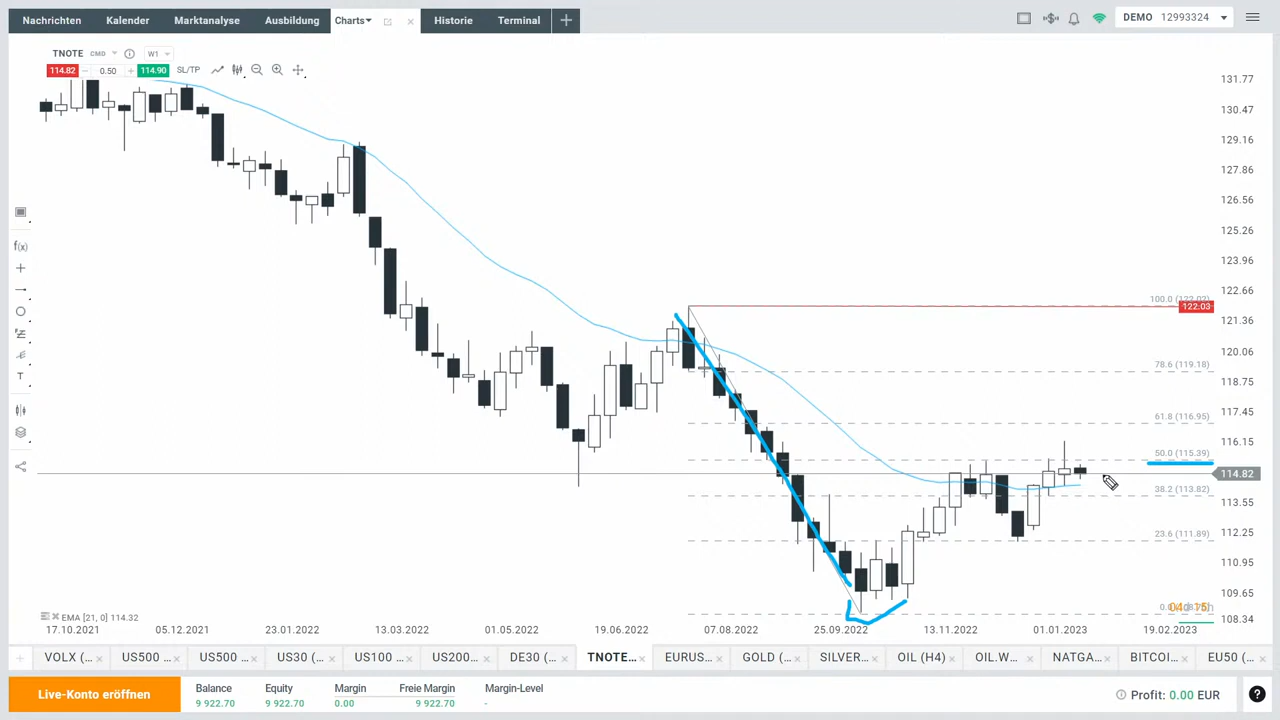 Nachrichten Kalender Marktanalyse Ausbildung Charts Historie Terminal
DEMO 12993324
TNOTE CMD W1
114.82 0.50 114.90 SL/TP
131.77
130.47
129.16
127.86
126.56
f(x)
125.26
123.96
122.66
100.0 (122.03)
122.03
121.36
120.06
78.6 (119.18)
T
118.75
117.45
61.8 (116.95)
116.15
50.0 (115.39)
114.82
38.2 (113.82)
113.55
23.6 (111.89)
112.25
110.95
109.65
EMA [21, 0] 114.32
108.34
17.10.2021 05.12.2022 23.01.2022 13.03.2022 01.05.2022 19.06.2022 07.08.2022 25.09.2022 13.11.2022 01.01.2023 19.02.2023
VOLX (... US500 ... US500 ... US30 (... US100 ... US200... DE30 (... TNOTE... EURUS... GOLD (... SILVER... OIL (H4) OIL.W... NATGA... BITCOI... EU50 (...
Live-Konto eröffnen
Balance Equity Margin Freie Margin Margin-Level
9 922.70 9 922.70 0.00 9 922.70 -
Profit: 0.00 EUR
?